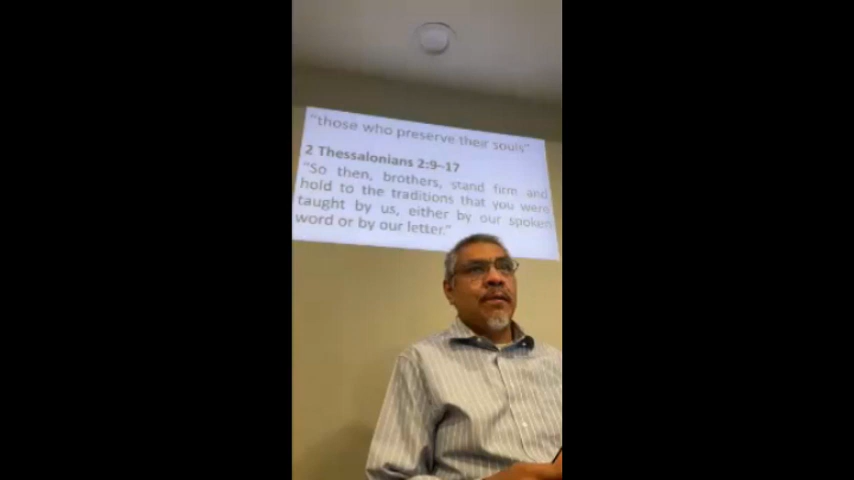 “those who preserve their souls”
2 Thessalonians 2:9–17
“So then, brothers, stand firm and
hold to the traditions that you were
taught by us, either by our spoken
word or by our letter.”